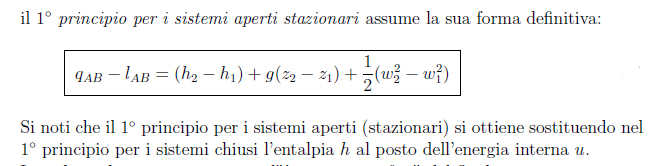 il 1° principio per i sistemi aperti stazionari assume la sua forma definitiva:
q_{AB} − l_{AB} = (h_2 − h_1) + g(z_2 − z_1) + \frac{1}{2}(w_2^2 − w_1^2)
Si noti che il 1° principio per i sistemi aperti (stazionari) si ottiene sostituendo nel
1° principio per i sistemi chiusi l'entalpia h al posto dell'energia interna u.